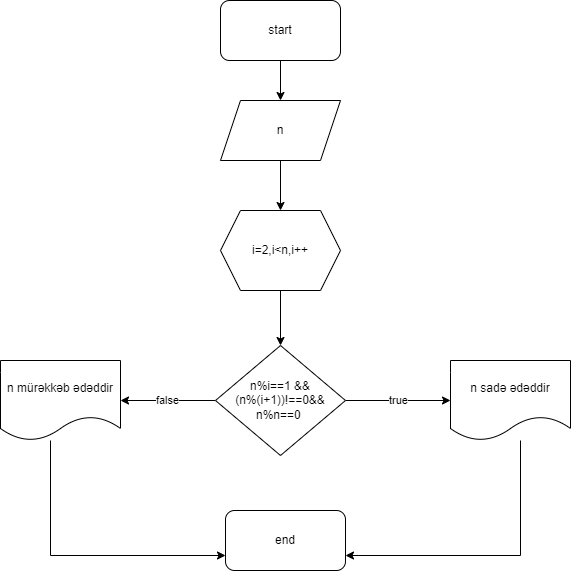 start
n
i=2,i<n,i++
n%i==1 &&
(n%(i+1))!==0&&
n%n==0
n mürəkkəb ədəddir
false
true
n sadə ədəddir
end